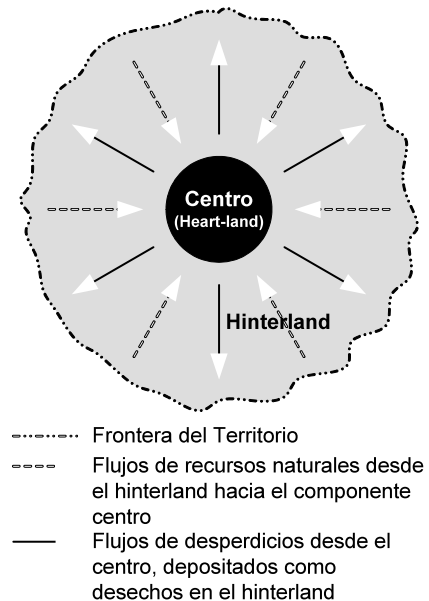 Centro
(Heart-land)
Hinterland
Frontera del Territorio
Flujos de recursos naturales desde
el hinterland hacia el componente
centro
Flujos de desperdicios desde el
centro, depositados como
desechos en el hinterland